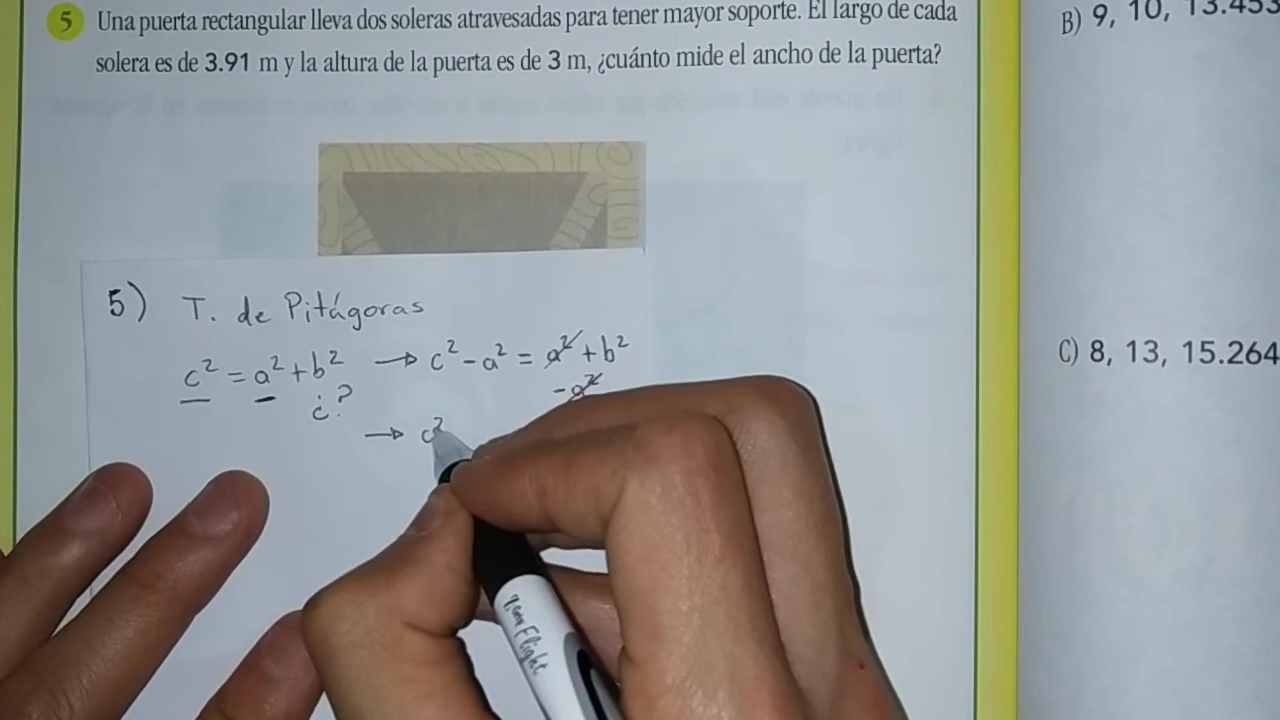 5 Una puerta rectangular lleva dos soleras atravesadas para tener mayor soporte. El largo de cada
solera es de 3.91 m y la altura de la puerta es de 3 m, ¿cuánto mide el ancho de la puerta?
B) 9, 10, 13.453
C) 8, 13, 15.264
5) T. de Pitágoras
c² = a² + b² → c² - a² = a² + b²
- a²
¿?
→ c²